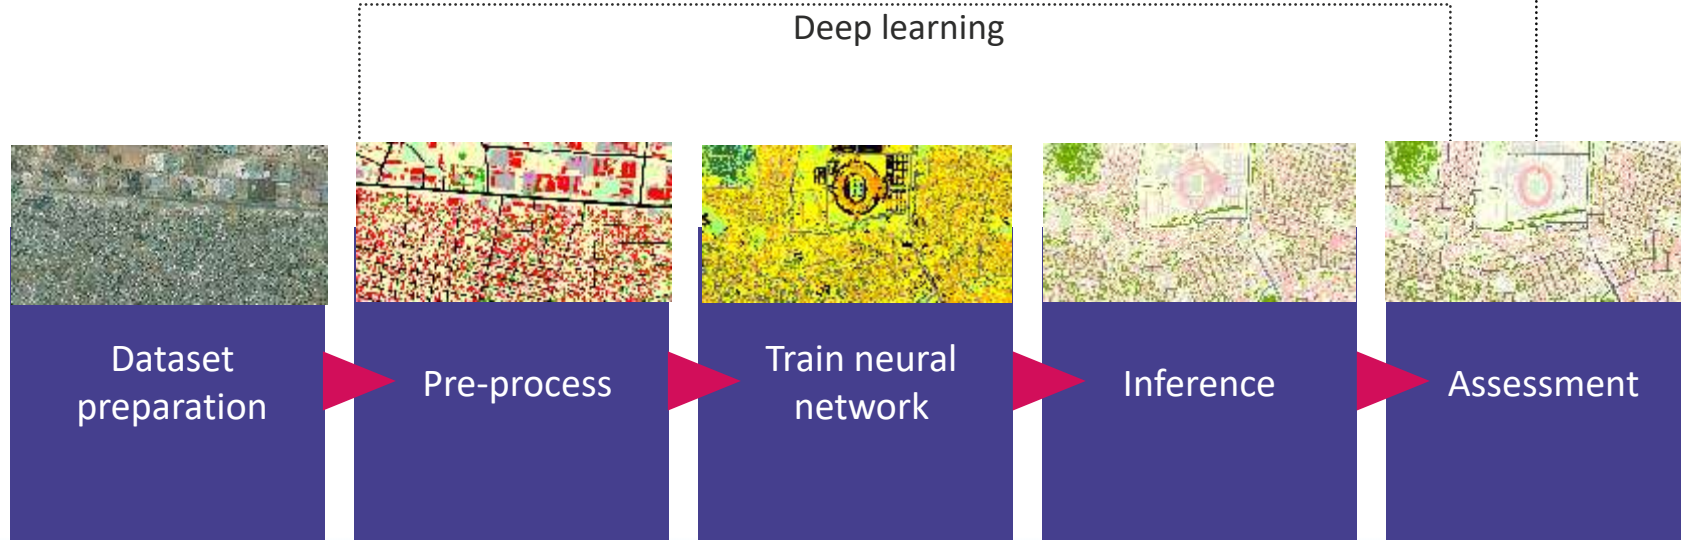 Deep learning
Dataset
preparation
Pre-process
Train neural
network
Inference
Assessment